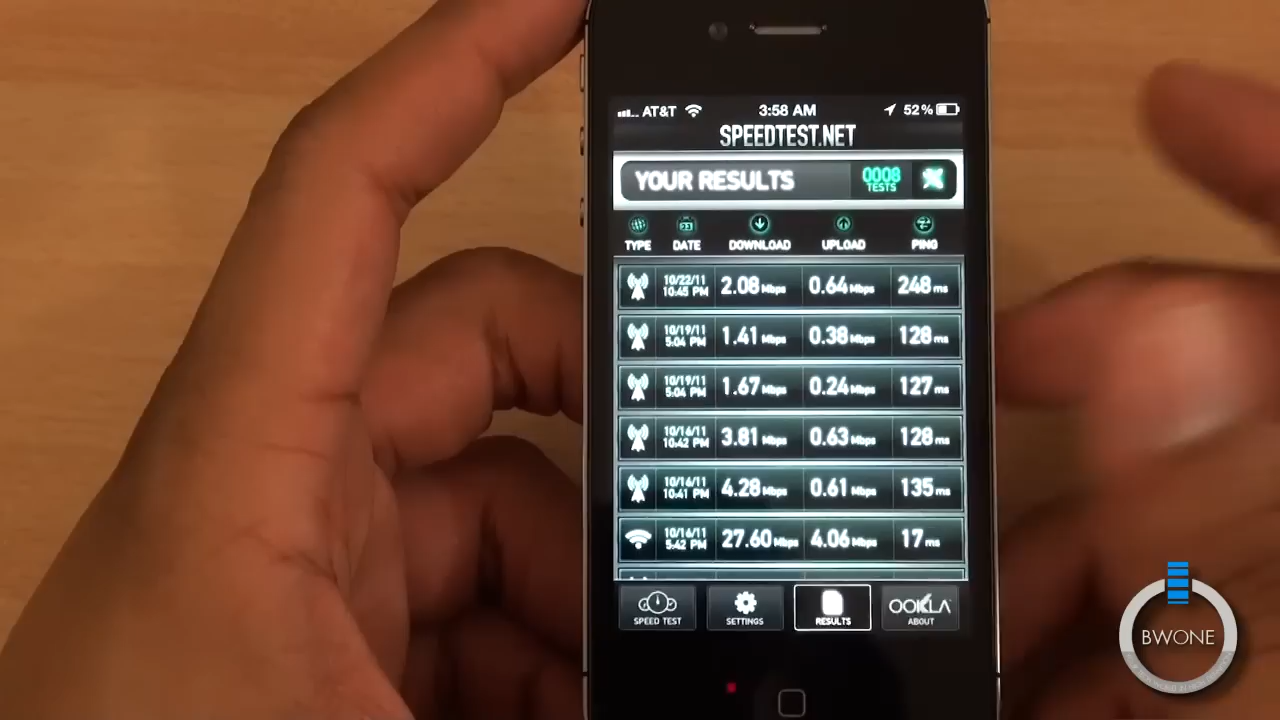 AT&T 3:58 AM 52%
SPEEDTEST.NET
YOUR RESULTS 0008 TESTS
TYPE DATE DOWNLOAD UPLOAD PING
10/22/11 10:45 PM 2.08 Mbps 0.64 Mbps 248 ms
10/19/11 5:04 PM 1.41 Mbps 0.38 Mbps 128 ms
10/19/11 5:04 PM 1.67 Mbps 0.24 Mbps 127 ms
10/16/11 10:42 PM 3.81 Mbps 0.63 Mbps 128 ms
10/16/11 10:41 PM 4.28 Mbps 0.61 Mbps 135 ms
10/16/11 5:42 PM 27.60 Mbps 4.06 Mbps 17 ms
SPEED TEST SETTINGS RESULTS OOKLA ABOUT
BWONE